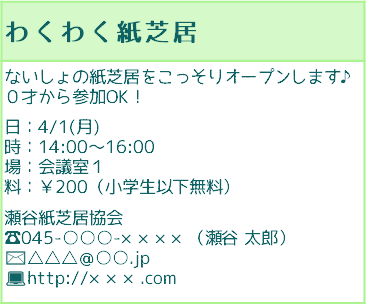 わくわく紙芝居
ないしょの紙芝居をこっそりオープンします♪
０才から参加OK！
日：4/1(月)
時：14:00～16:00
場：会議室１
料：￥200（小学生以下無料）
瀬谷紙芝居協会
☎045-○○○-××××（瀬谷 太郎）
✉△△△@○○.jp
💻http://×××.com